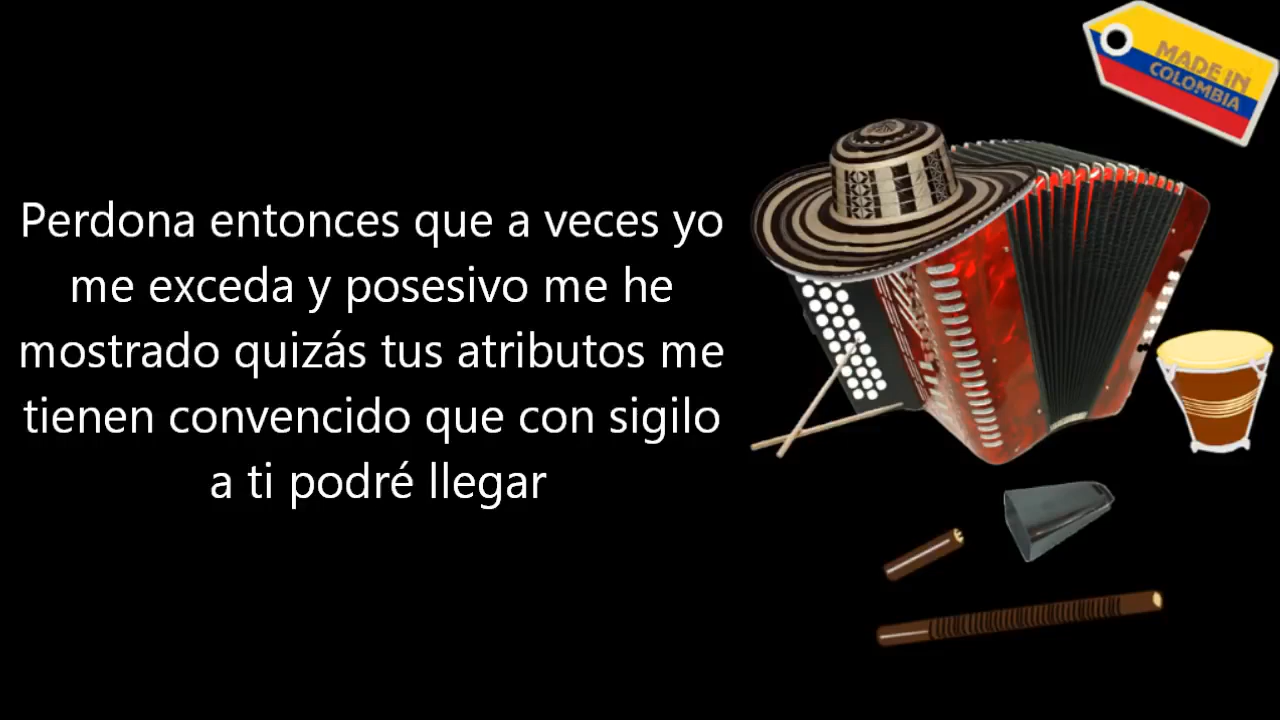 Perdona entonces que a veces yo
me exceda y posesivo me he
mostrado quizás tus atributos me
tienen convencido que con sigilo
a ti podré llegar
MADE IN
COLOMBIA